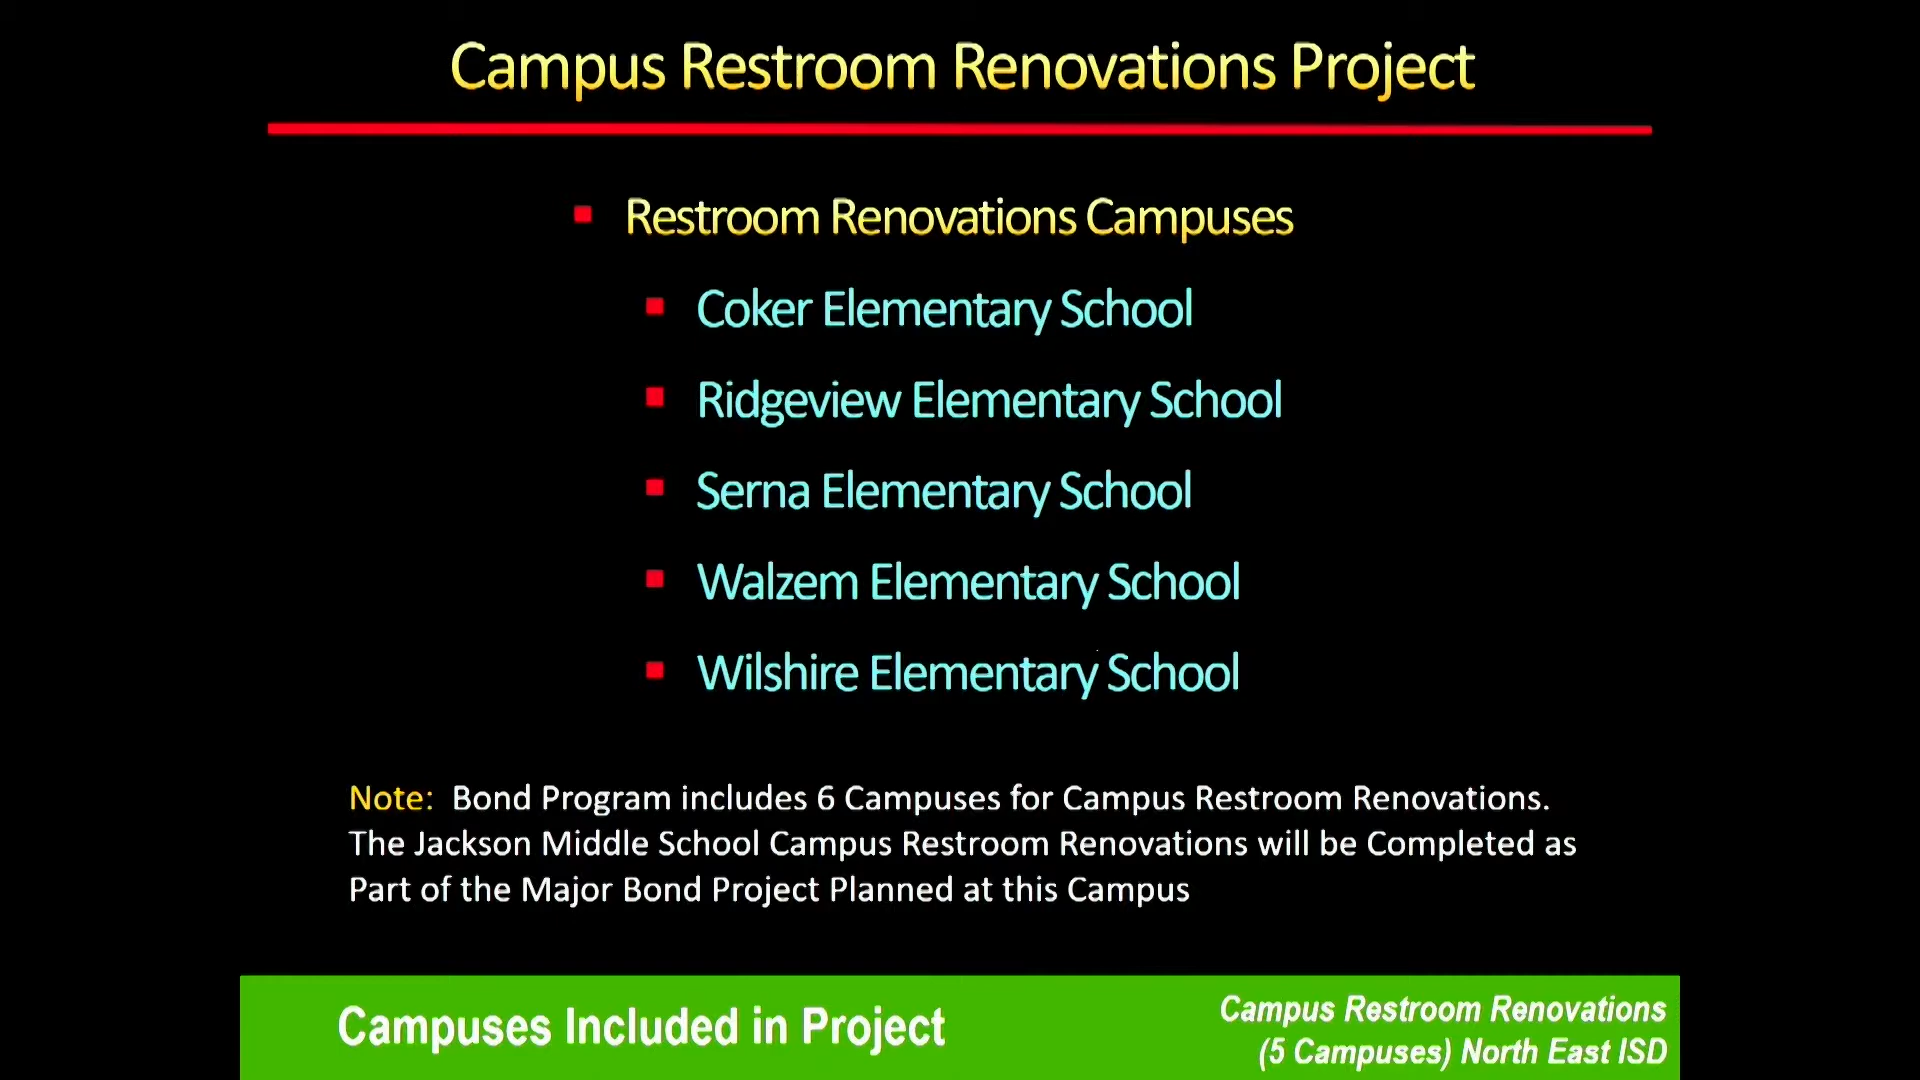 Campus Restroom Renovations Project
Restroom Renovations Campuses
Coker Elementary School
Ridgeview Elementary School
Serna Elementary School
Walzem Elementary School
Wilshire Elementary School
Note: Bond Program includes 6 Campuses for Campus Restroom Renovations.
The Jackson Middle School Campus Restroom Renovations will be Completed as
Part of the Major Bond Project Planned at this Campus
Campuses Included in Project
Campus Restroom Renovations
(5 Campuses) North East ISD